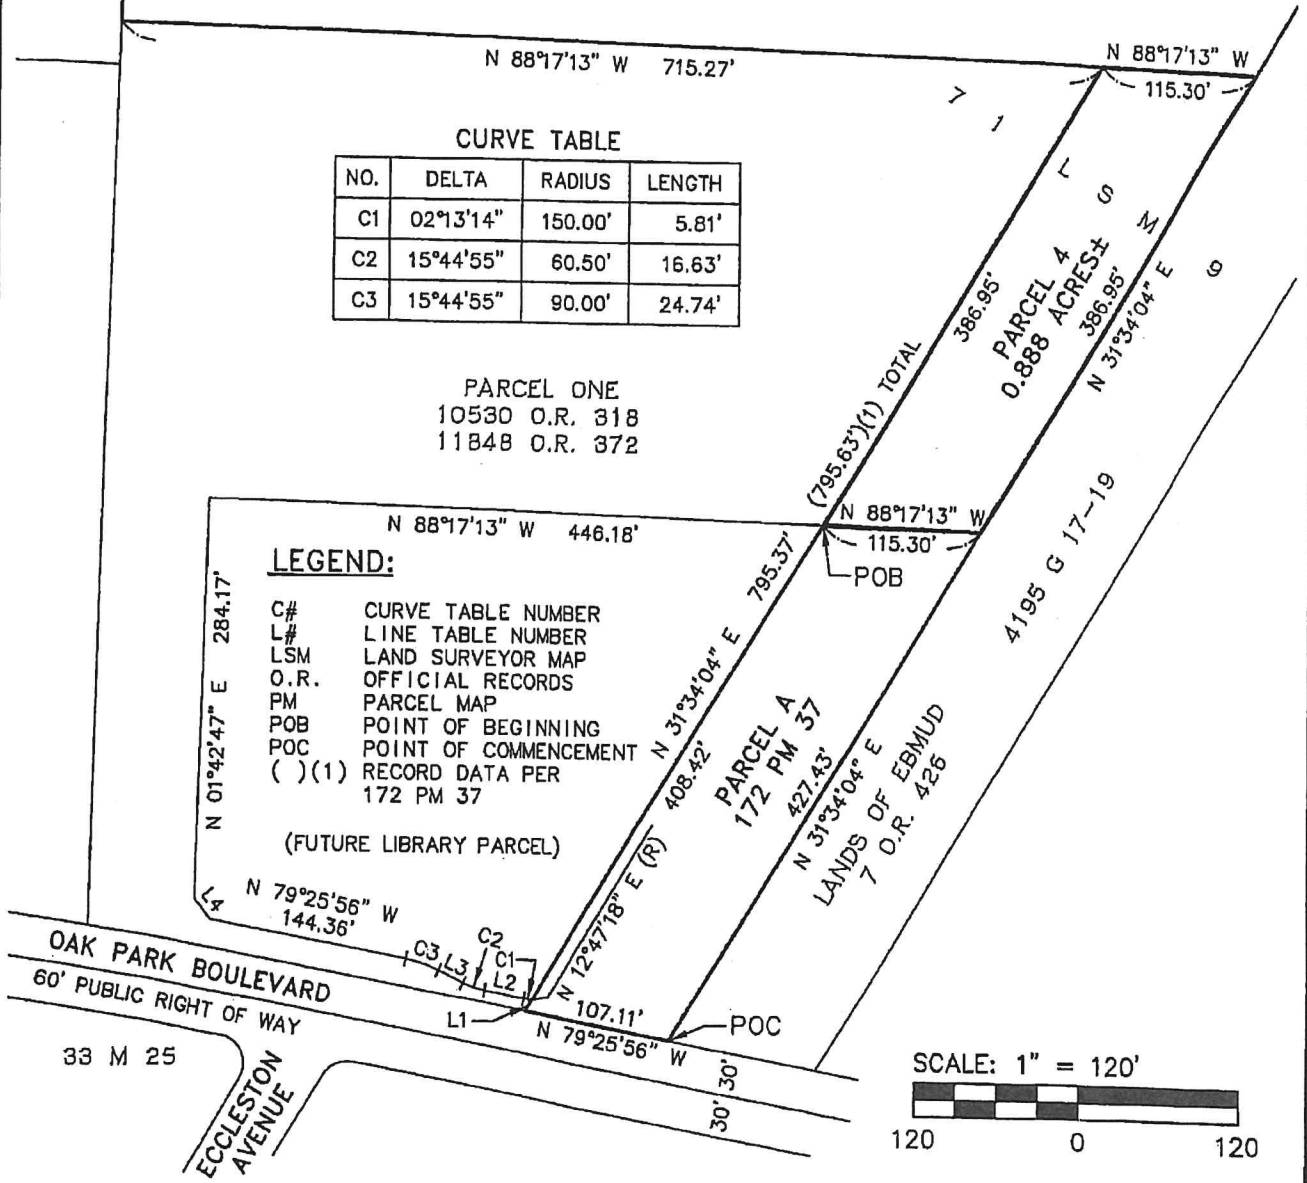 N 88°17'13" W 715.27'
N 88°17'13" W
115.30'
7 1 L S M 9
CURVE TABLE
NO. DELTA RADIUS LENGTH
C1 02°13'14" 150.00' 5.81'
C2 15°44'55" 60.50' 16.63'
C3 15°44'55" 90.00' 24.74'
PARCEL 4
0.888 ACRES±
386.95'
386.95'
N 31°34'04" E
(795.63')(1) TOTAL
PARCEL ONE
10530 O.R. 318
11848 O.R. 372
N 88°17'13" W 446.18'
N 88°17'13" W
115.30'
POB
4195 G 17-19
795.37'
N 31°34'04" E
408.42'
LEGEND:
C# CURVE TABLE NUMBER
L# LINE TABLE NUMBER
LSM LAND SURVEYOR MAP
O.R. OFFICIAL RECORDS
PM PARCEL MAP
POB POINT OF BEGINNING
POC POINT OF COMMENCEMENT
( )(1) RECORD DATA PER
172 PM 37
(FUTURE LIBRARY PARCEL)
N 01°42'47" E 284.17'
PARCEL A
172 PM 37
427.43'
N 31°34'04" E
LANDS OF EBMUD
7 O.R. 426
L4
N 79°25'56" W
144.36'
C3
L3
C2
C1
L2
L1
N 12°47'18" E (R)
107.11'
N 79°25'56" W
POC
OAK PARK BOULEVARD
60' PUBLIC RIGHT OF WAY
30'
30'
33 M 25
ECCLESTON
AVENUE
SCALE: 1" = 120'
120 0 120